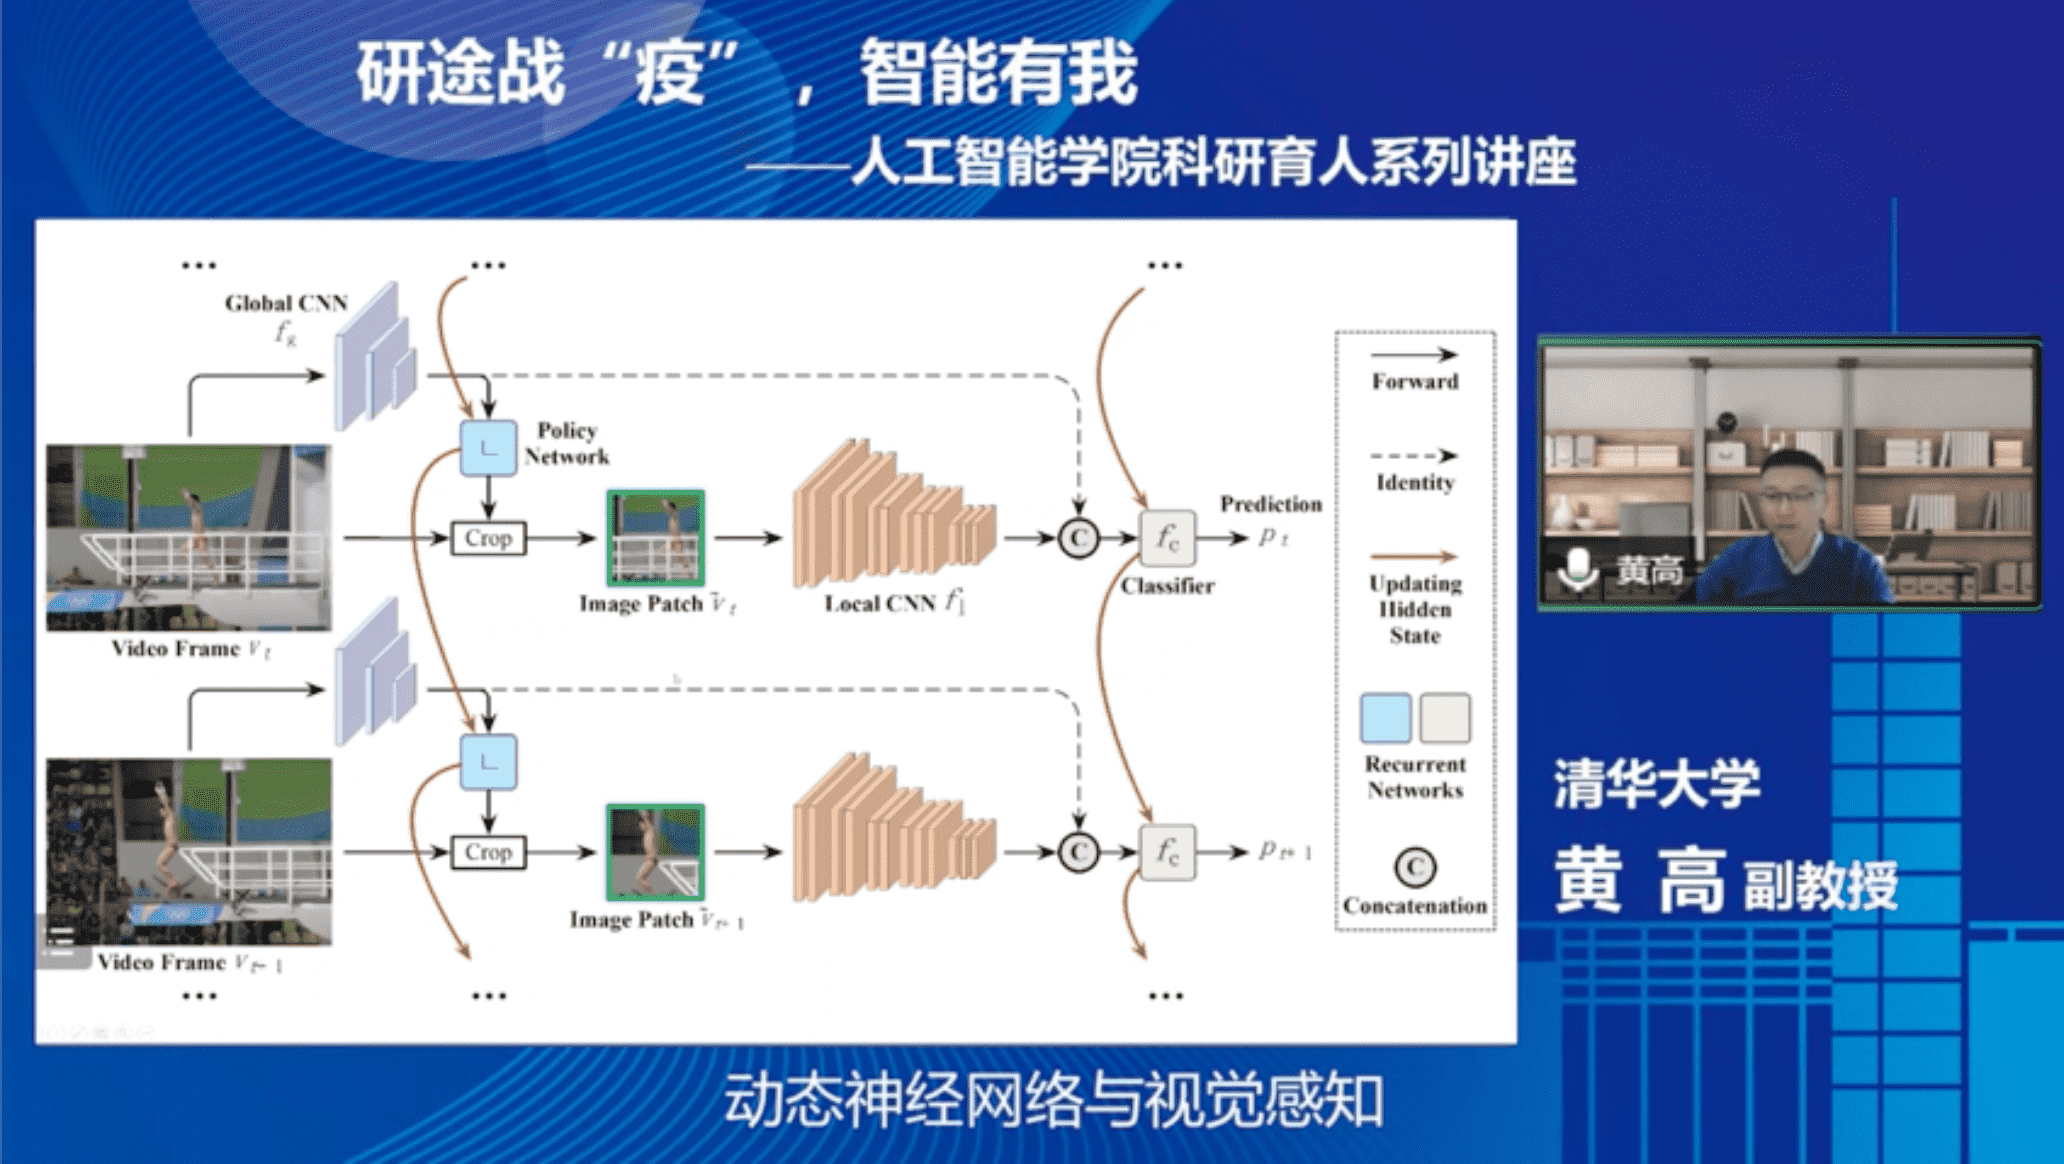 研途战“疫”，智能有我
——人工智能学院科研育人系列讲座
...
...
...
Global CNN
f_g
Policy
Network
L
Crop
Video Frame V_t
Image Patch ṽ_t
Local CNN f_l
C
f_c
Classifier
Prediction
p_t
L
Crop
Video Frame V_{t+1}
Image Patch ṽ_{t+1}
C
f_c
p_{t+1}
...
...
...
Forward
Identity
Updating
Hidden
State
Recurrent
Networks
C
Concatenation
黄高
清华大学
黄 高 副教授
动态神经网络与视觉感知